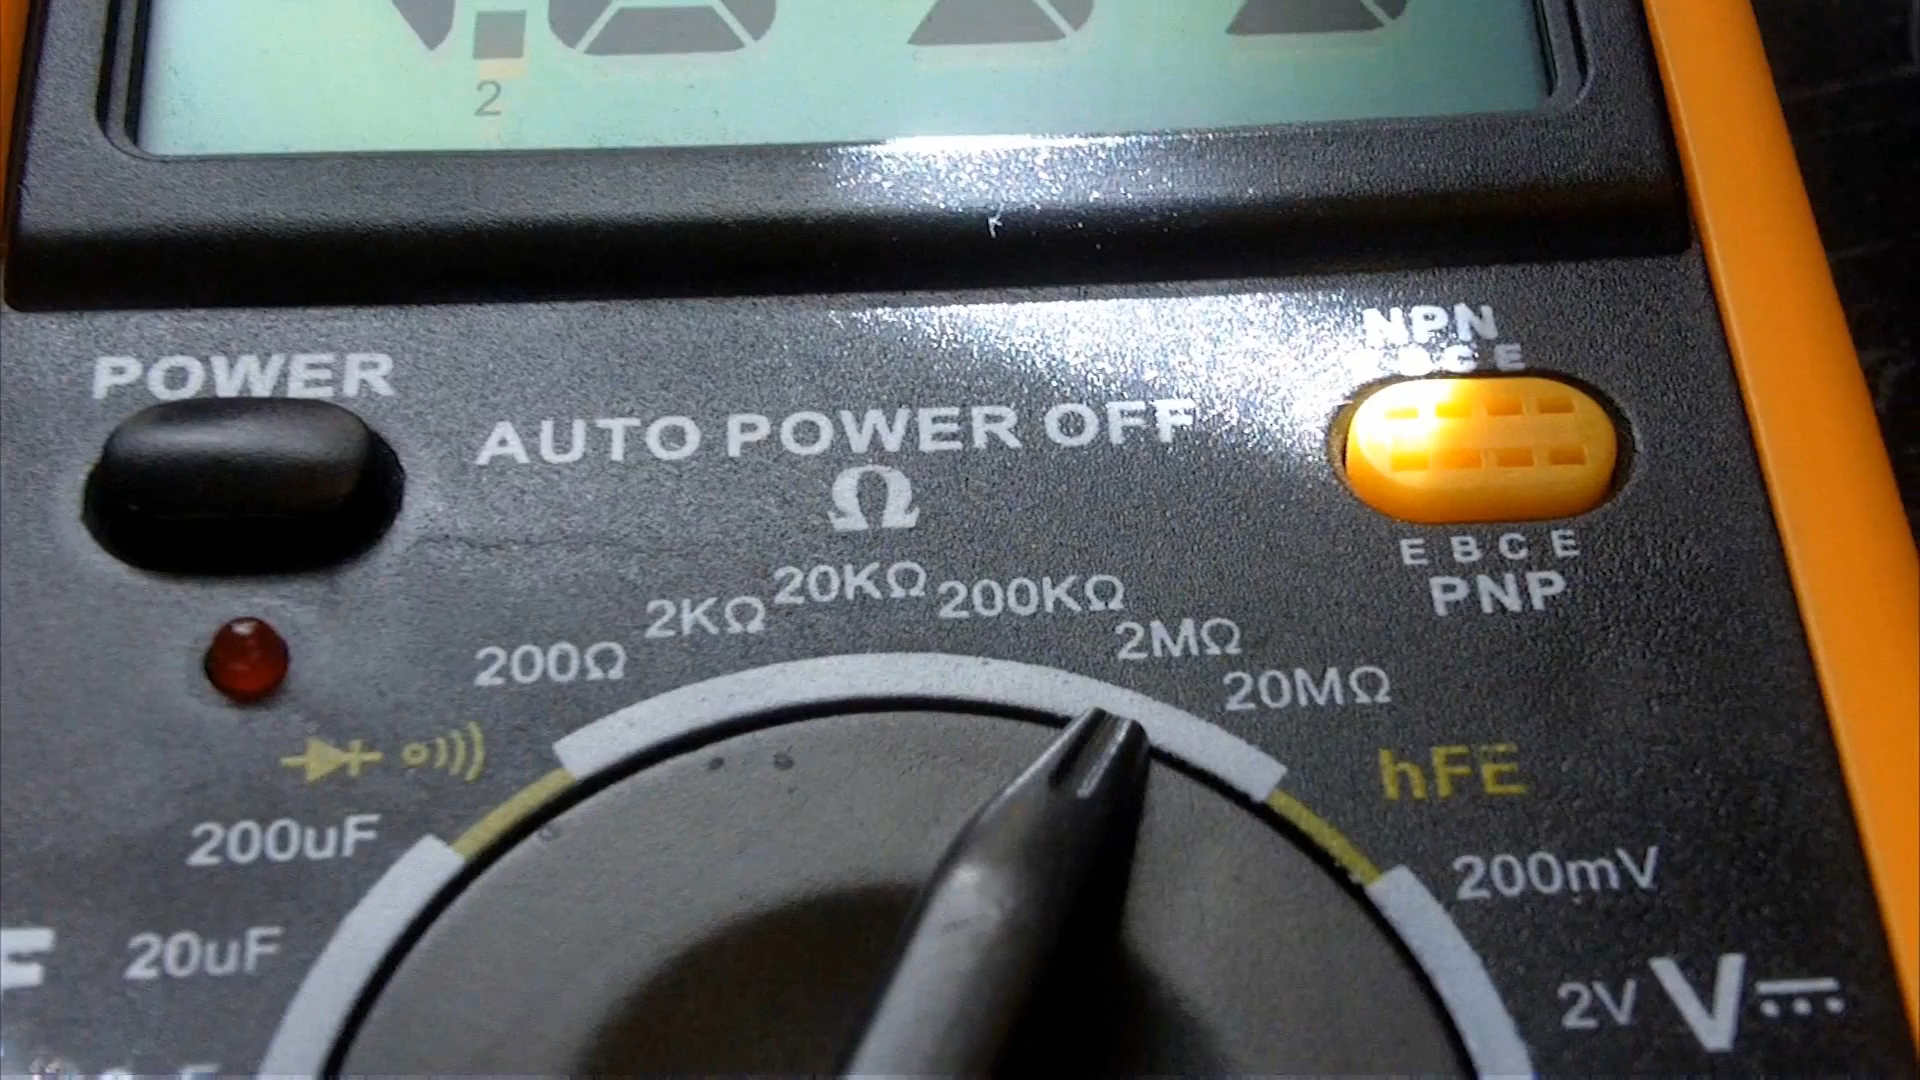 2
NPN
POWER
AUTO POWER OFF
Ω
E B C E
PNP
200Ω
2KΩ
20KΩ
200KΩ
2MΩ
20MΩ
hFE
200uF
200mV
20uF
2V V